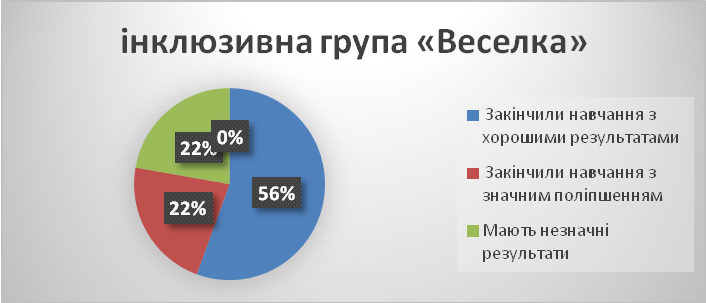 інклюзивна група «Веселка»
22%
0%
56%
22%
Закінчили навчання з
хорошими результатами
Закінчили навчання з
значним поліпшенням
Мають незначні
результати